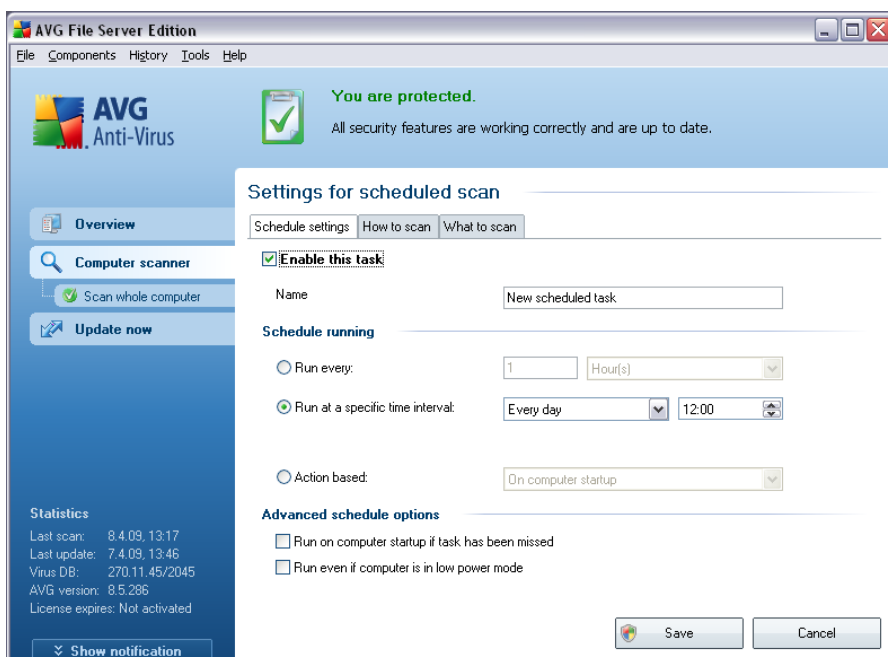 AVG File Server Edition
File Components History Tools Help
AVG
Anti-Virus
You are protected.
All security features are working correctly and are up to date.
Overview
Computer scanner
Scan whole computer
Update now
Settings for scheduled scan
Schedule settings How to scan What to scan
Enable this task
Name New scheduled task
Schedule running
Run every: 1 Hour(s)
Run at a specific time interval: Every day 12:00
Action based: On computer startup
Advanced schedule options
Run on computer startup if task has been missed
Run even if computer is in low power mode
Statistics
Last scan: 8.4.09, 13:17
Last update: 7.4.09, 13:46
Virus DB: 270.11.45/2045
AVG version: 8.5.286
License expires: Not activated
Show notification
Save Cancel